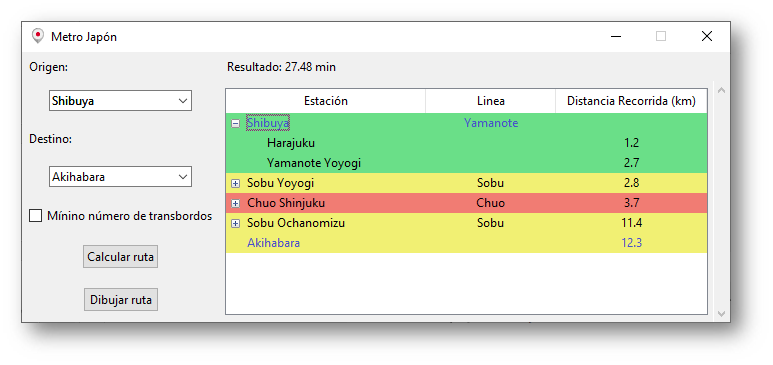 Metro Japón
Origen:
Shibuya
Destino:
Akihabara
Mínino número de transbordos
Calcular ruta
Dibujar ruta
Resultado: 27.48 min
Estación Linea Distancia Recorrida (km)
Shibuya Yamanote
Harajuku 1.2
Yamanote Yoyogi 2.7
Sobu Yoyogi Sobu 2.8
Chuo Shinjuku Chuo 3.7
Sobu Ochanomizu Sobu 11.4
Akihabara 12.3